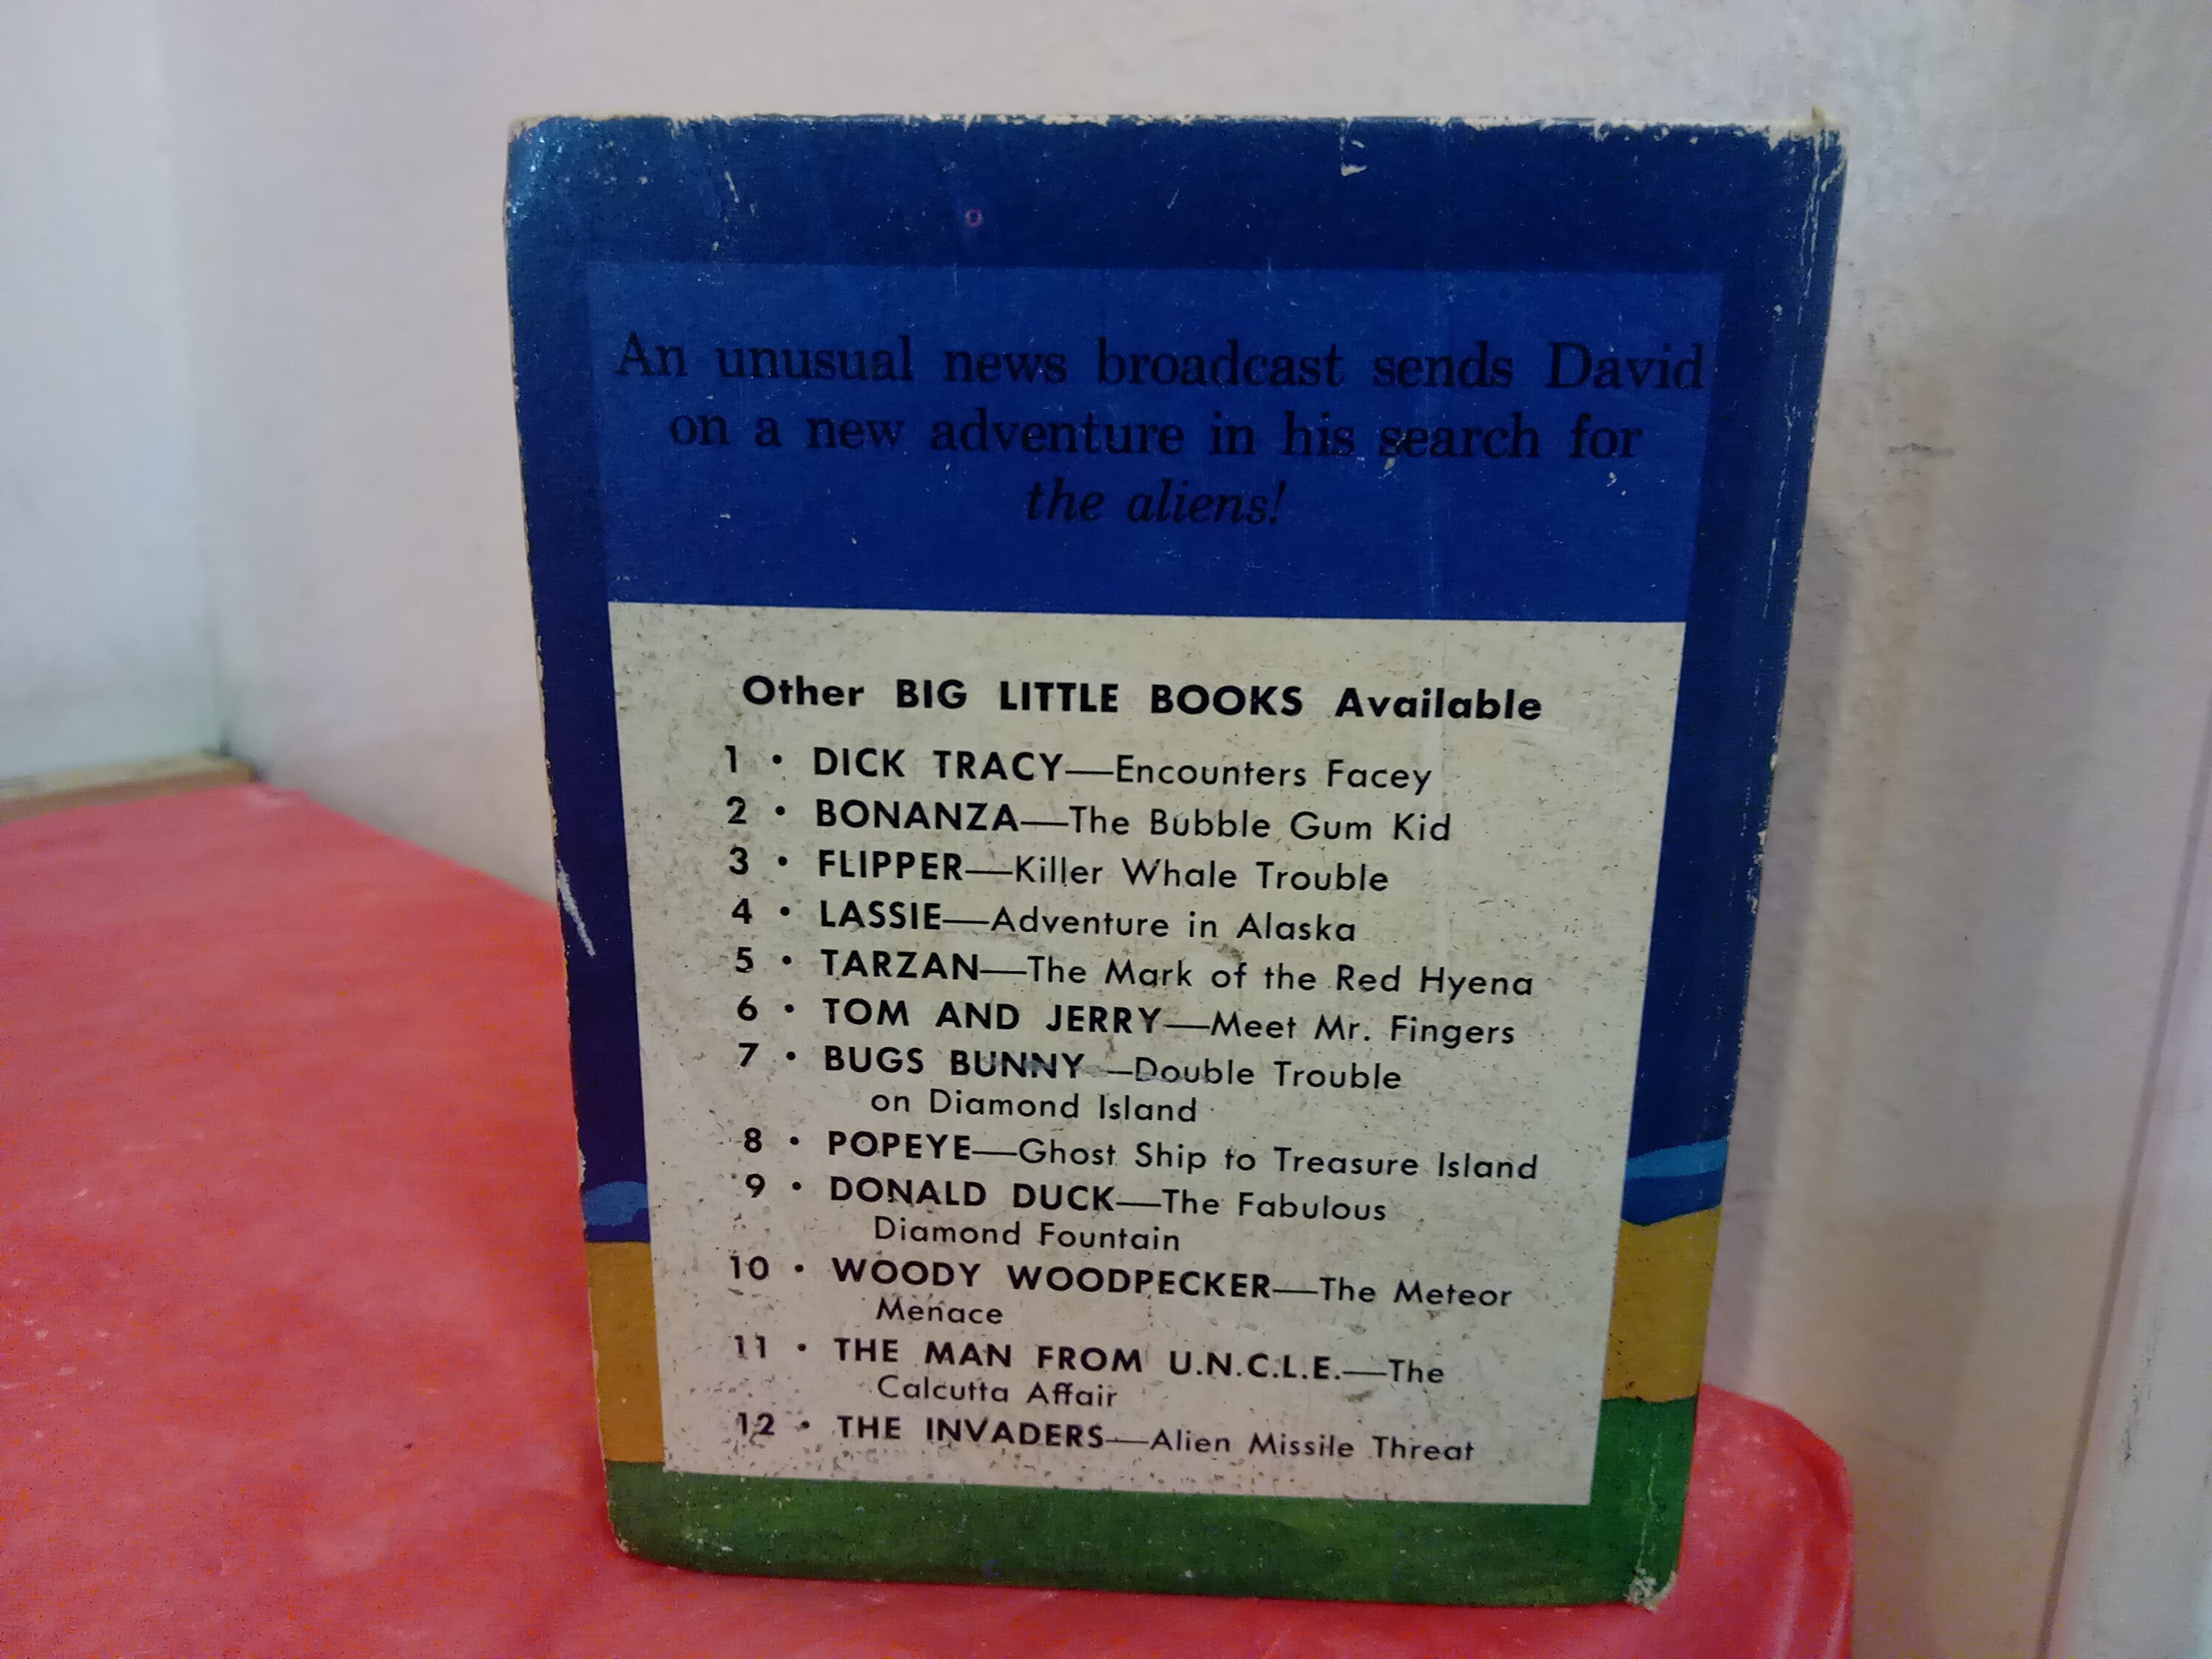 An unusual news broadcast sends David
on a new adventure in his search for
the aliens!
Other BIG LITTLE BOOKS Available
1 • DICK TRACY—Encounters Facey
2 • BONANZA—The Bubble Gum Kid
3 • FLIPPER—Killer Whale Trouble
4 • LASSIE—Adventure in Alaska
5 • TARZAN—The Mark of the Red Hyena
6 • TOM AND JERRY—Meet Mr. Fingers
7 • BUGS BUNNY—Double Trouble
on Diamond Island
8 • POPEYE—Ghost Ship to Treasure Island
9 • DONALD DUCK—The Fabulous
Diamond Fountain
10 • WOODY WOODPECKER—The Meteor
Menace
11 • THE MAN FROM U.N.C.L.E.—The
Calcutta Affair
12 • THE INVADERS—Alien Missile Threat